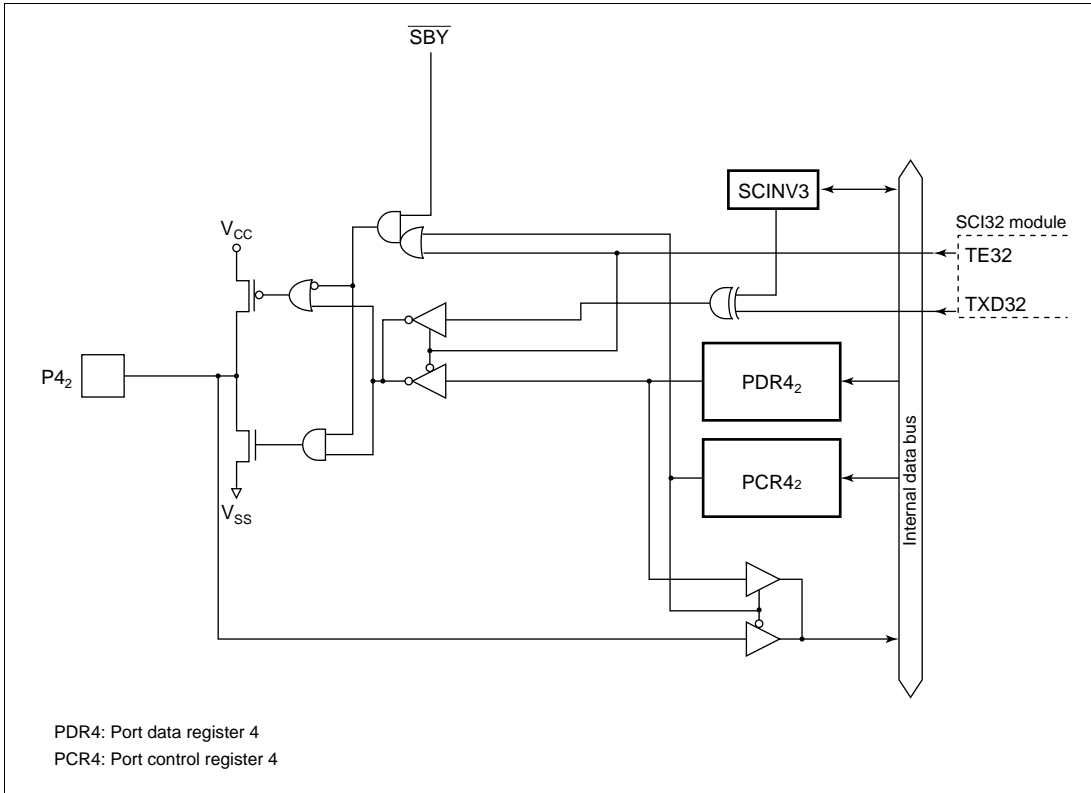 SBY
SCINV3
SCI32 module
TE32
TXD32
VCC
P42
PDR42
PCR42
VSS
Internal data bus
PDR4: Port data register 4
PCR4: Port control register 4